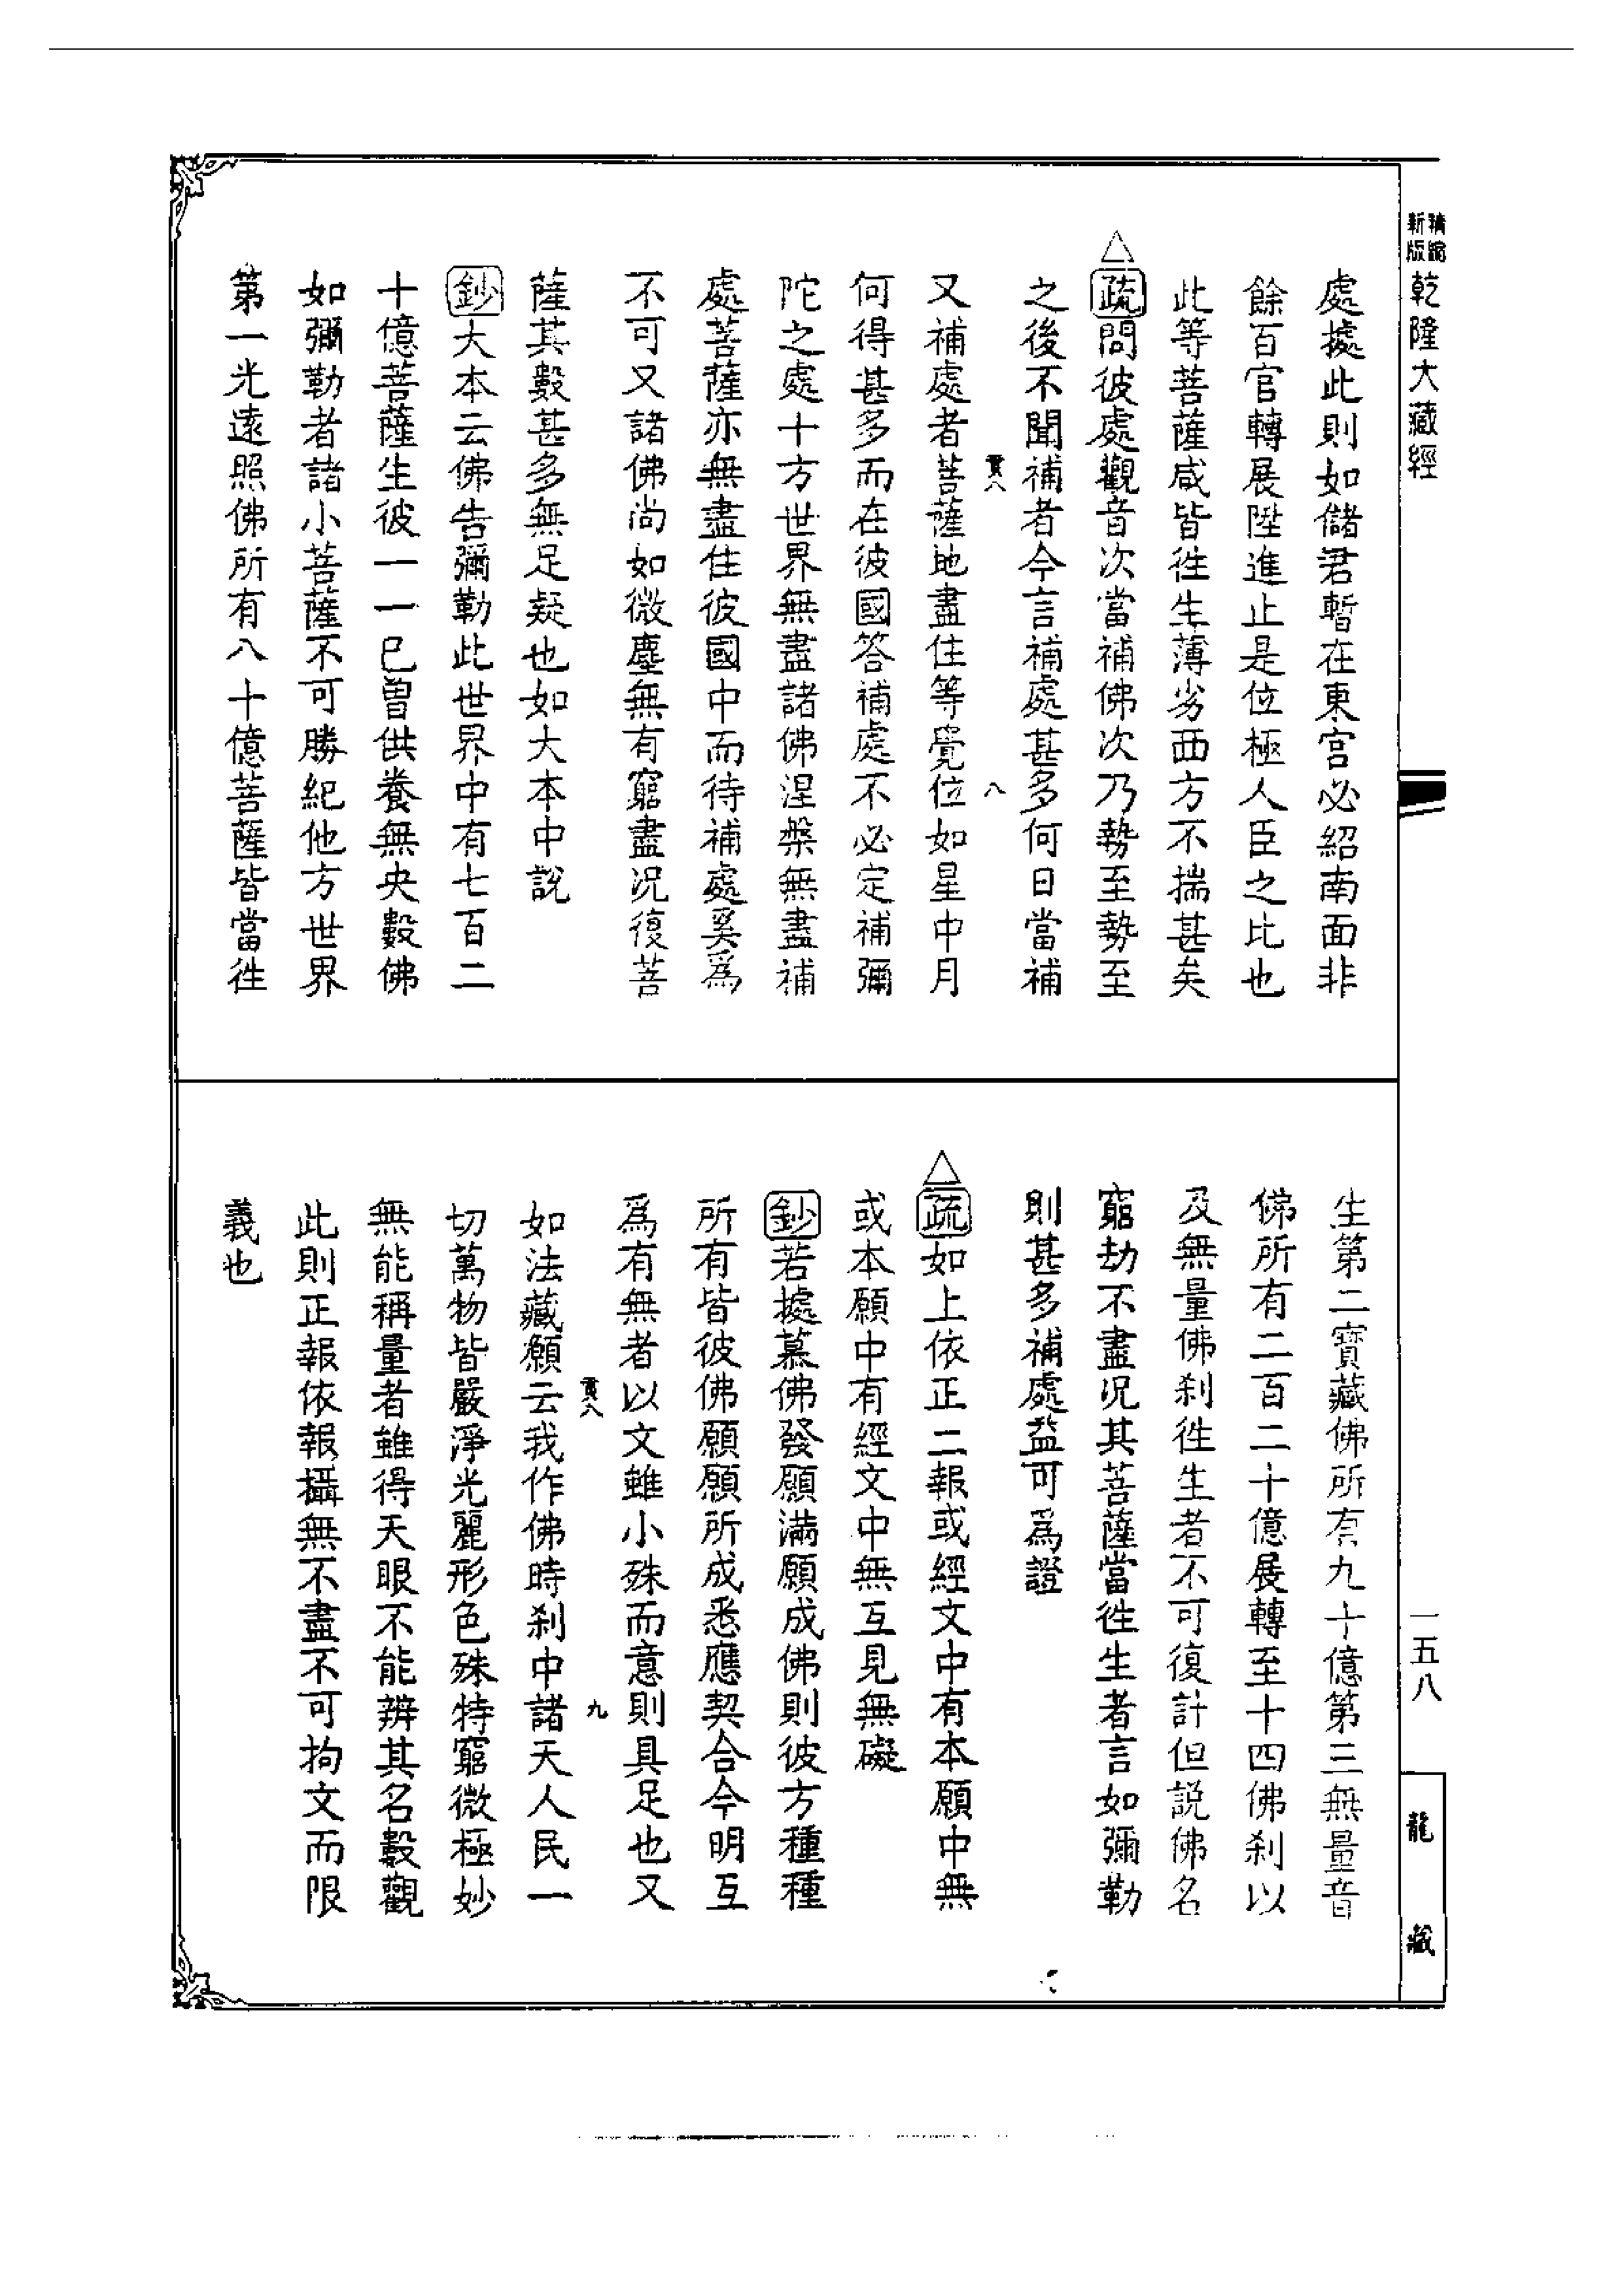 新版精縮
乾隆大藏經
一五八
龍藏
處據此則如儲君暫在東宮必紹南面非
餘百官轉展陞進止是位極人臣之比也
此等菩薩咸皆徃生薄劣西方不揣甚矣
△疏問彼處觀音次當補佛次乃勢至勢至
之後不聞補者今言補處甚多何日當補
貫八 八
又補處者菩薩地盡住等覺位如星中月
何得甚多而在彼國答補處不必定補彌
陀之處十方世界無盡諸佛涅槃無盡補
處菩薩亦無盡住彼國中而待補處奚爲
不可又諸佛尚如微塵無有窮盡况復菩
薩其數甚多無足疑也如大本中説
鈔大本云佛告彌勒此世界中有七百二
十億菩薩生彼一一已曽供養無央數佛
如彌勒者諸小菩薩不可勝紀他方世界
第一光遠照佛所有八十億菩薩皆當徃
生第二寳藏佛所有九十億第三無量音
佛所有二百二十億展轉至十四佛刹以
及無量佛刹徃生者不可復計但説佛名
窮劫不盡况其菩薩當徃生者言如彌勒
則甚多補處益可爲證
△疏如上依正二報或經文中有本願中無
或本願中有經文中無互見無礙
鈔若據慕佛發願滿願成佛則彼方種種
所有皆彼佛願願所成悉應契合今明互
爲有無者以文雖小殊而意則具足也又
貫八 九
如法藏願云我作佛時刹中諸天人民一
切萬物皆嚴淨光麗形色殊特窮微極妙
無能稱量者雖得天眼不能辨其名數觀
此則正報依報攝無不盡不可拘文而限
義也